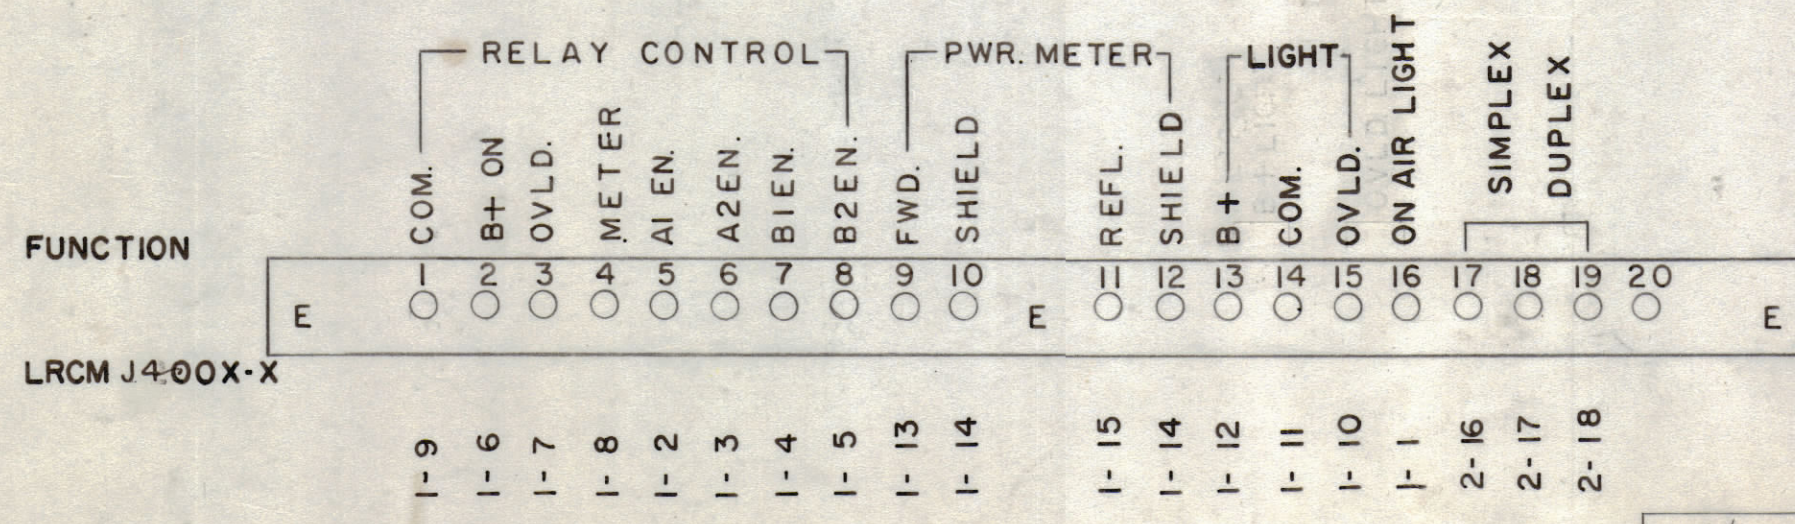 RELAY CONTROL PWR. METER LIGHT
COM. B+ ON OVLD. METER A1 EN. A2EN. B1EN. B2EN. FWD. SHIELD REFL. SHIELD B+ COM. OVLD. ON AIR LIGHT SIMPLEX DUPLEX
FUNCTION
1 2 3 4 5 6 7 8 9 10 11 12 13 14 15 16 17 18 19 20
E E E
LRCM J400X-X
1-9 1-6 1-7 1-8 1-2 1-3 1-4 1-5 1-13 1-14 1-15 1-14 1-12 1-11 1-10 1-1 2-16 2-17 2-18